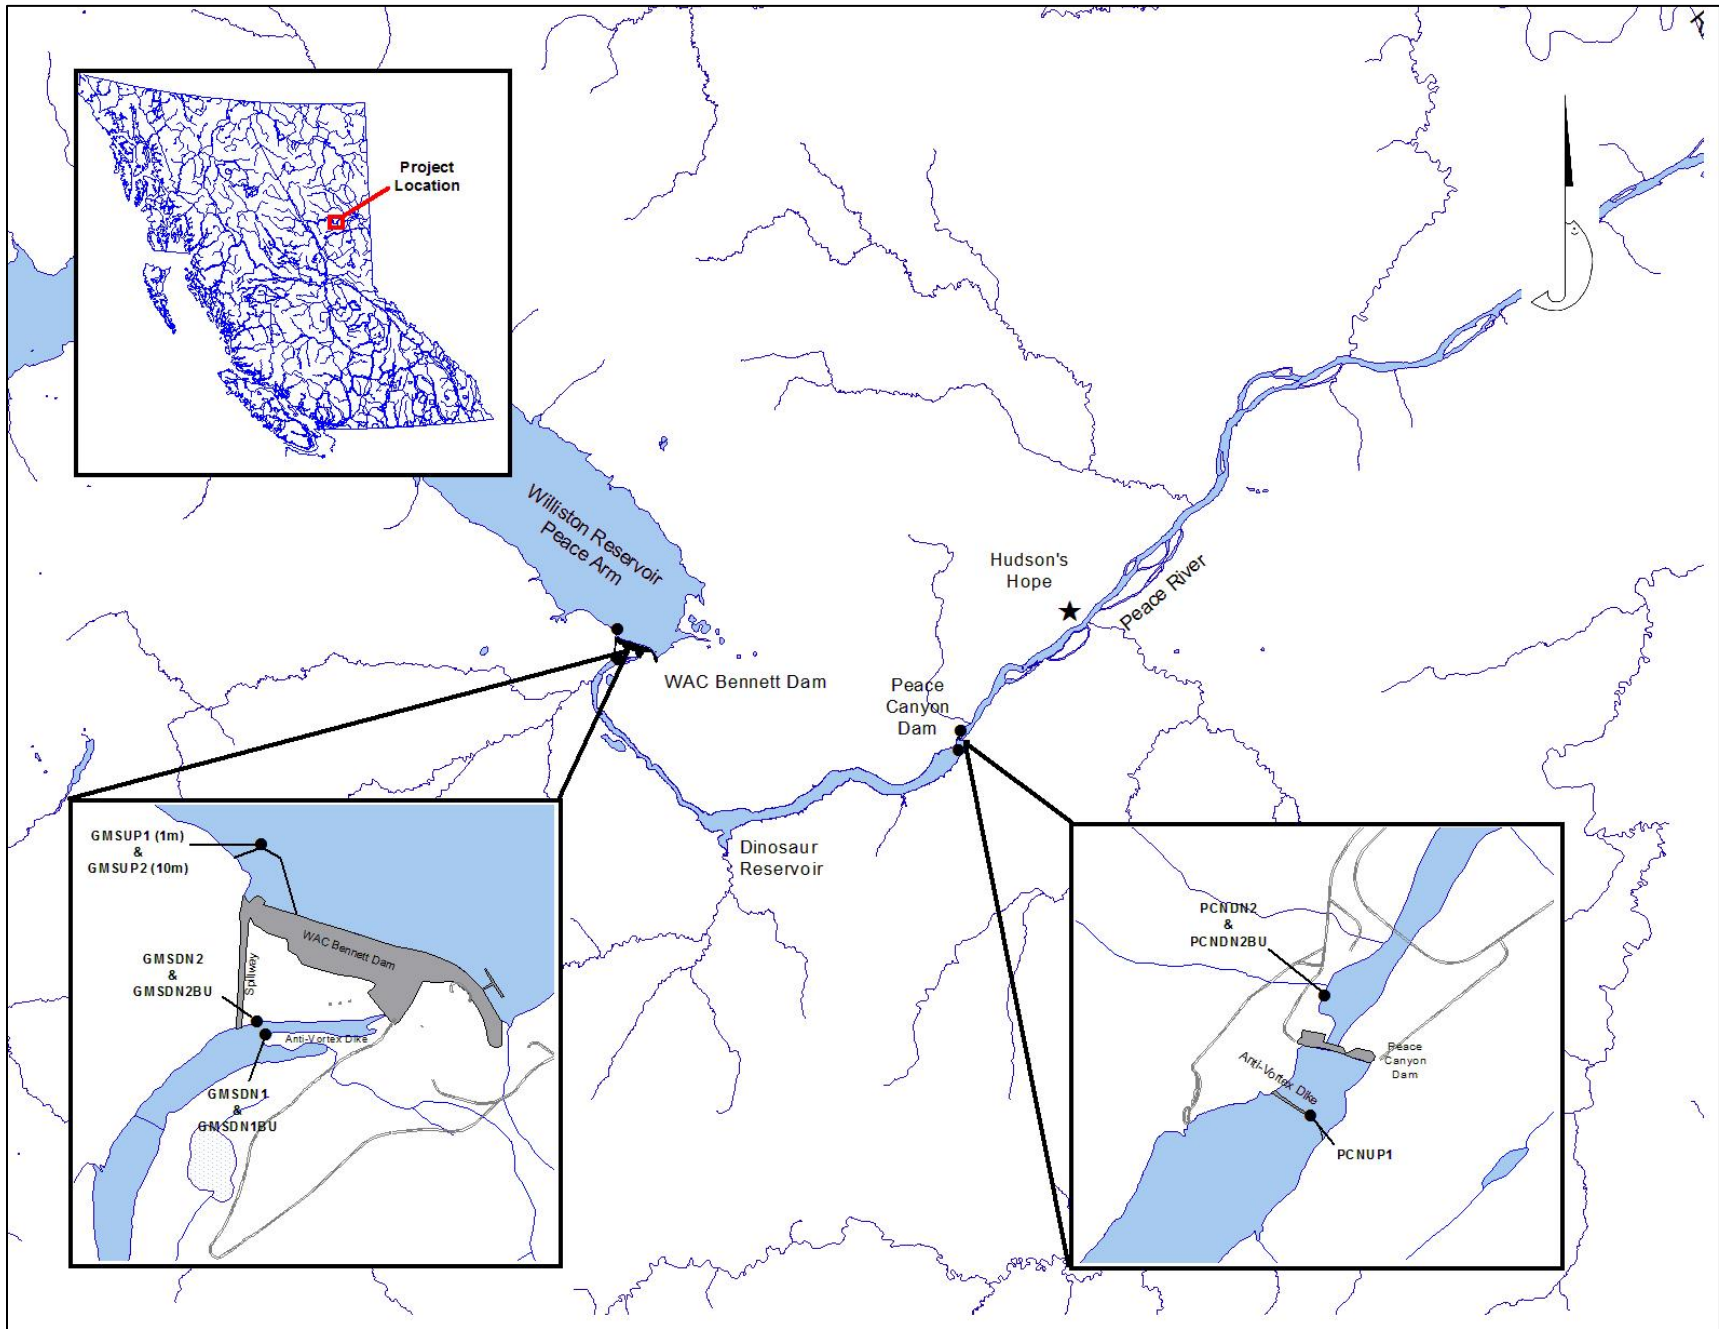 Project
Location
Williston Reservoir
Peace Arm
Hudson's
Hope
Peace River
WAC Bennett Dam
Peace
Canyon
Dam
Dinosaur
Reservoir
GMSUP1 (1m)
&
GMSUP2 (10m)
WAC Bennett Dam
Spillway
GMSDN2
&
GMSDN2BU
Anti-Vortex Dike
GMSDN1
&
GMSDN1BU
PCNDN2
&
PCNDN2BU
Peace
Canyon
Dam
Anti-Vortex Dike
PCNUP1